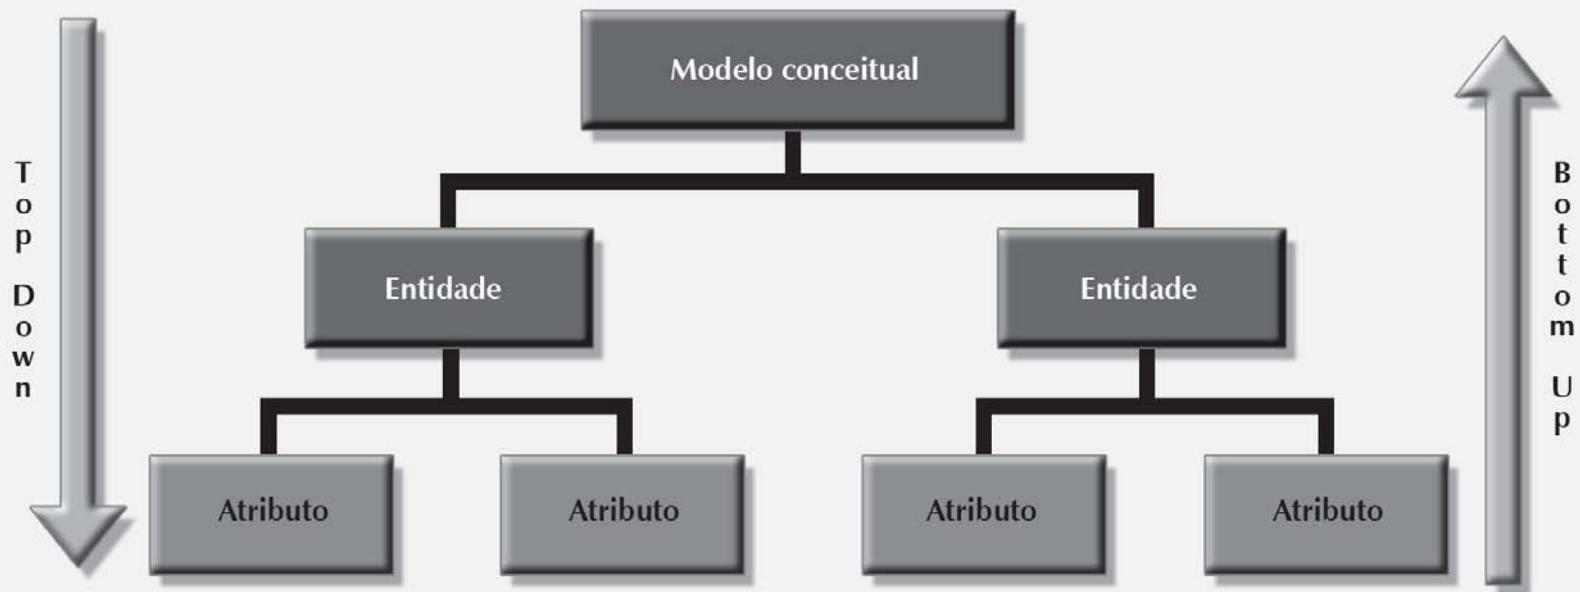 Modelo conceitual
Top Down
Bottom Up
Entidade
Entidade
Atributo
Atributo
Atributo
Atributo